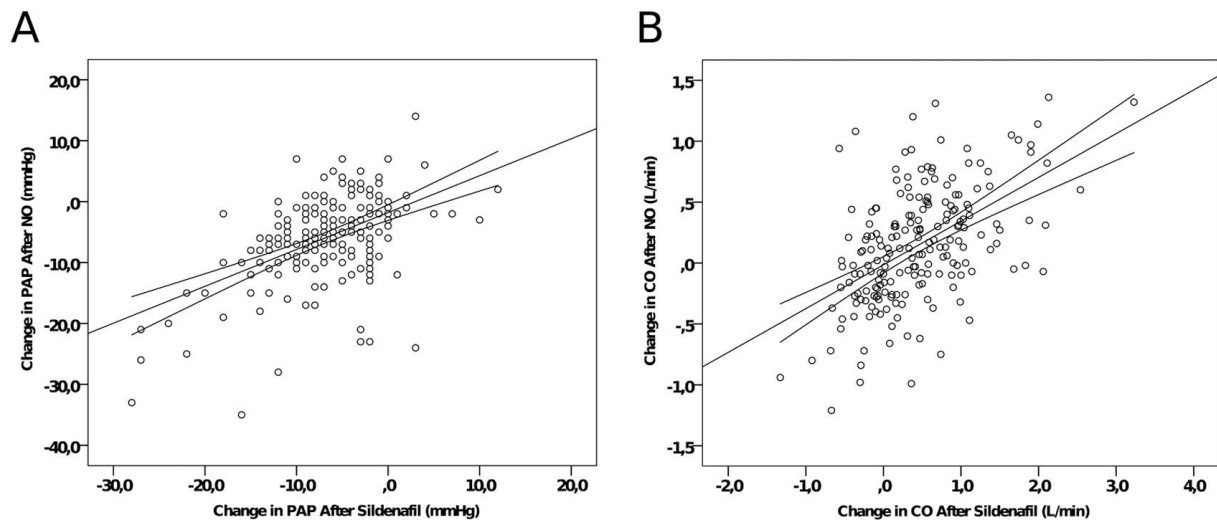 A
20,0
10,0
,0
-10,0
-20,0
-30,0
-40,0
Change in PAP After NO (mmHg)
-30,0 -20,0 -10,0 ,0 10,0 20,0
Change in PAP After Sildenafil (mmHg)
B
1,5
1,0
,5
,0
-,5
-1,0
-1,5
Change in CO After NO (L/min)
-2,0 -1,0 ,0 1,0 2,0 3,0 4,0
Change in CO After Sildenafil (L/min)